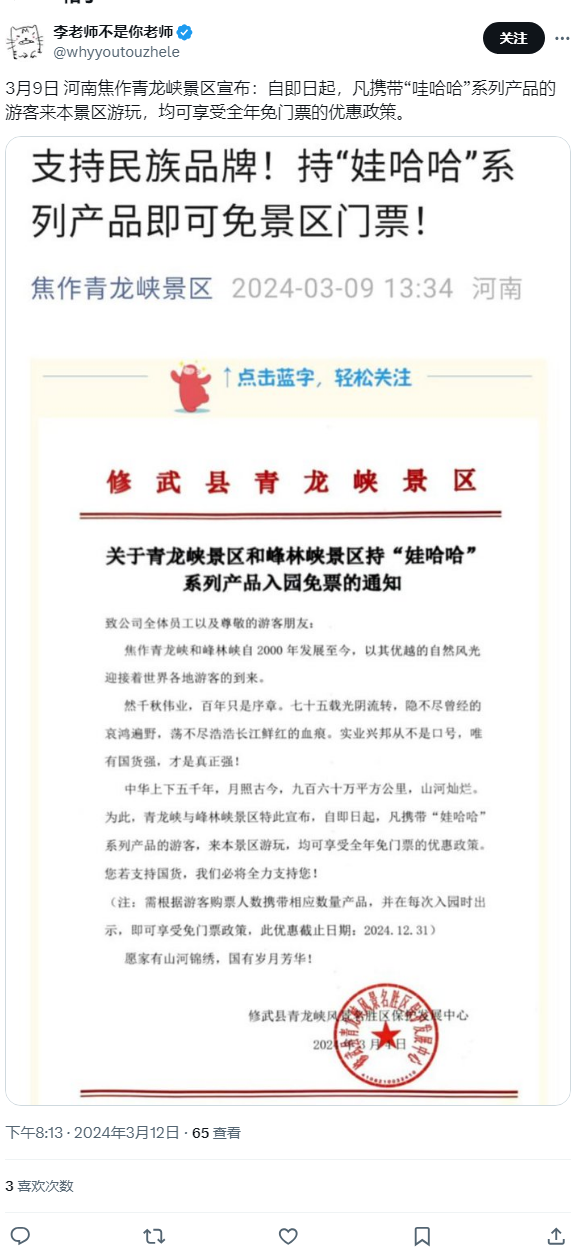 李老师不是你老师
关注
@whyyoutouzhele
3月9日 河南焦作青龙峡景区宣布：自即日起，凡携带“哇哈哈”系列产品的
游客来本景区游玩，均可享受全年免门票的优惠政策。
支持民族品牌！持“娃哈哈”系
列产品即可免景区门票！
焦作青龙峡景区 2024-03-09 13:34 河南
↑点击蓝字，轻松关注
修武县青龙峡景区
关于青龙峡景区和峰林峡景区持“娃哈哈”
系列产品入园免票的通知
致公司全体员工以及尊敬的游客朋友：
焦作青龙峡和峰林峡自 2000 年发展至今，以其优越的自然风光
迎接着世界各地游客的到来。
然千秋伟业，百年只是序章。七十五载光阴流转，隐不尽曾经的
哀鸿遍野，荡不尽浩浩长江鲜红的血痕。实业兴邦从不是口号，唯
有国货强，才是真正强！
中华上下五千年，月照古今，九百六十万平方公里，山河灿烂。
为此，青龙峡与峰林峡景区特此宣布，自即日起，凡携带“娃哈哈”
系列产品的游客，来本景区游玩，均可享受全年免门票的优惠政策。
您若支持国货，我们必将全力支持您！
（注：需根据游客购票人数携带相应数量产品，并在每次入园时出
示，即可享受免门票政策，此优惠截止日期：2024.12.31）
愿家有山河锦绣，国有岁月芳华！
修武县青龙峡风景名胜区保护发展中心
2024年3月 日
下午8:13 · 2024年3月12日 · 65 查看
3 喜欢次数